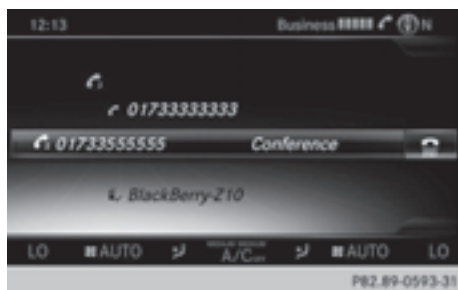 12:13 Business N
01733333333
01733555555 Conference
BlackBerry-Z10
LO AUTO A/C AUTO LO
P82.89-0593-31